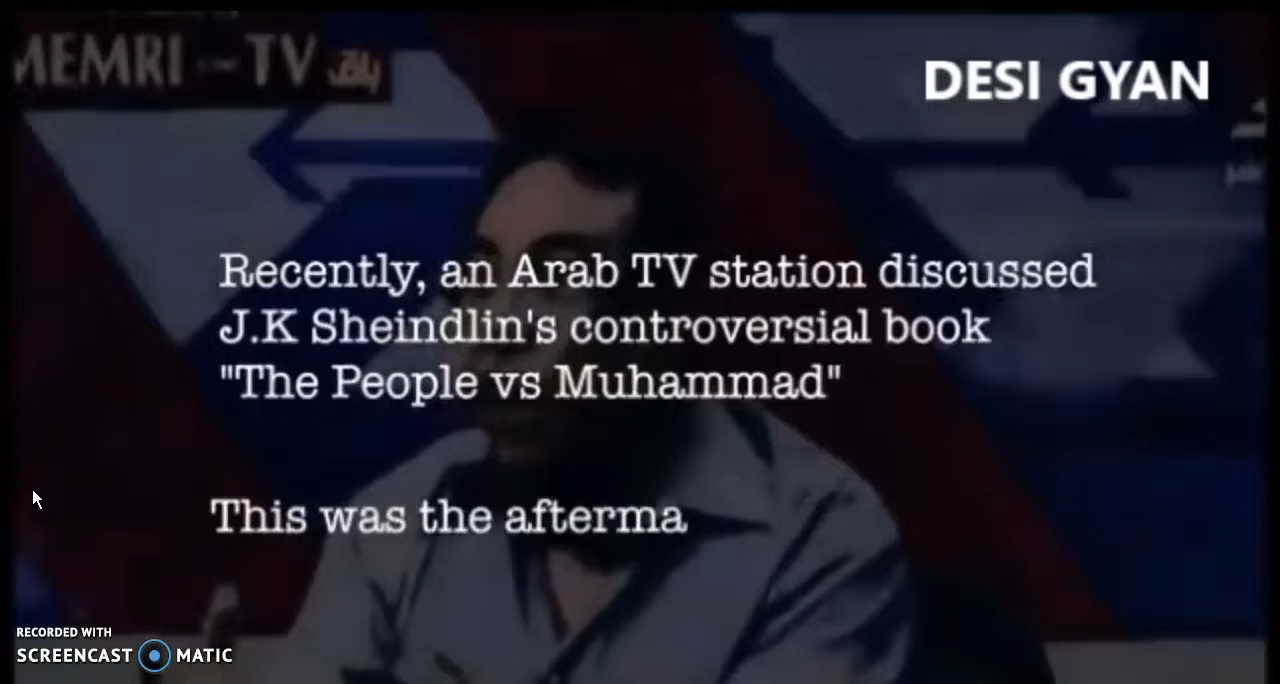 MEMRI TV
DESI GYAN
Recently, an Arab TV station discussed
J.K Sheindlin's controversial book
"The People vs Muhammad"
This was the afterma
RECORDED WITH
SCREENCAST MATIC